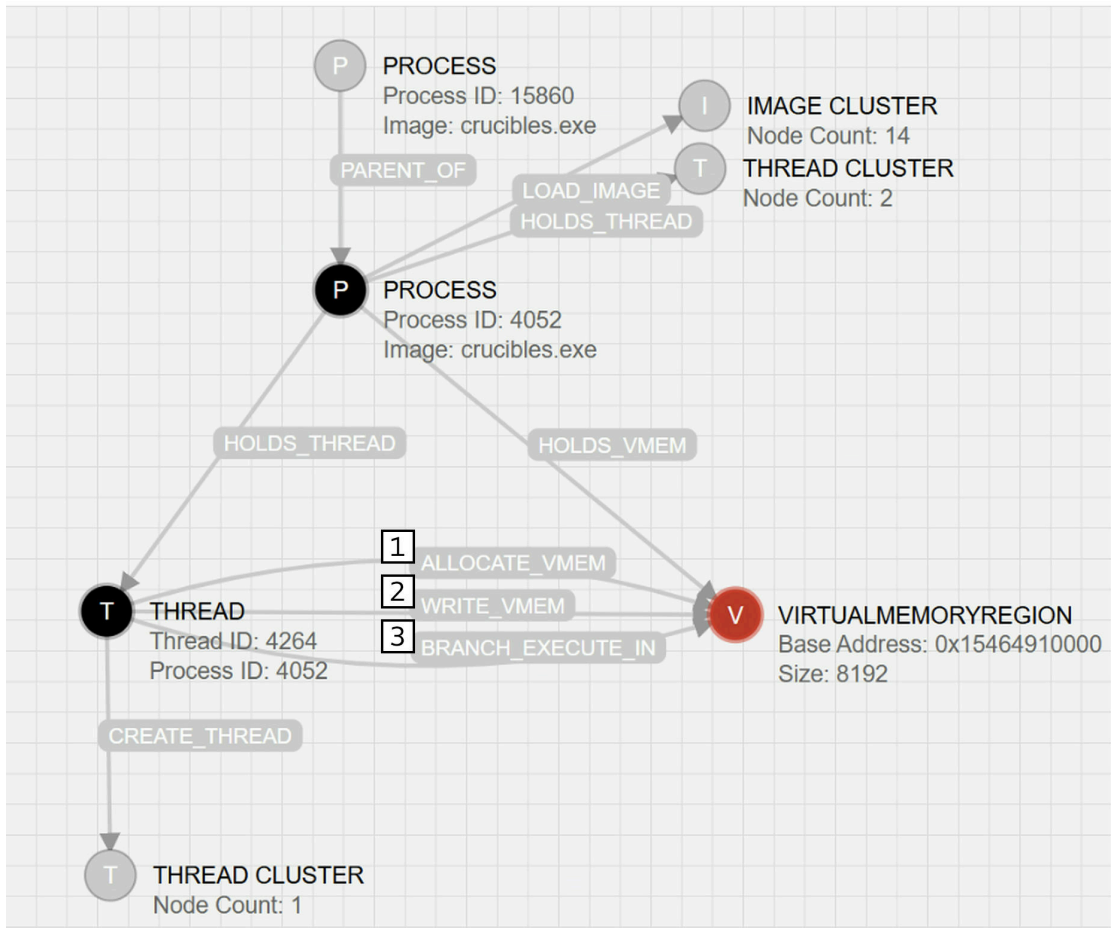 P
PROCESS
Process ID: 15860
Image: crucibles.exe
I
IMAGE CLUSTER
Node Count: 14
T
THREAD CLUSTER
Node Count: 2
PARENT_OF
LOAD_IMAGE
HOLDS_THREAD
P
PROCESS
Process ID: 4052
Image: crucibles.exe
HOLDS_THREAD
HOLDS_VMEM
1
ALLOCATE_VMEM
2
WRITE_VMEM
3
BRANCH_EXECUTE_IN
T
THREAD
Thread ID: 4264
Process ID: 4052
V
VIRTUALMEMORYREGION
Base Address: 0x15464910000
Size: 8192
CREATE_THREAD
T
THREAD CLUSTER
Node Count: 1